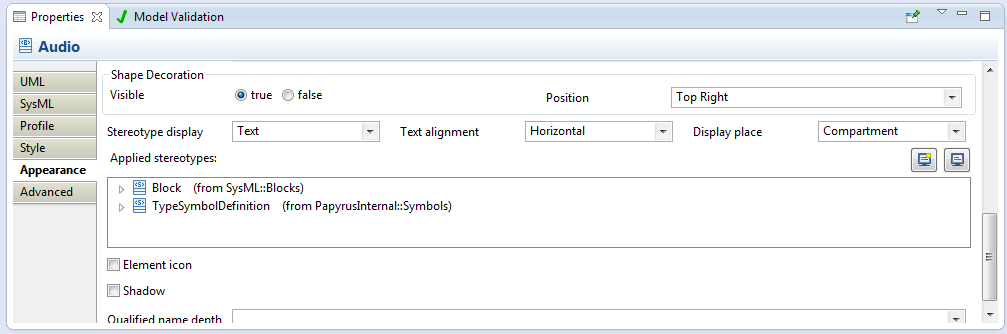 Properties Model Validation
Audio
Shape Decoration
UML
Visible true false Position Top Right
SysML
Profile
Stereotype display Text Text alignment Horizontal Display place Compartment
Style
Applied stereotypes:
Appearance
Advanced
Block (from SysML::Blocks)
TypeSymbolDefinition (from PapyrusInternal::Symbols)
Element icon
Shadow
Qualified name depth